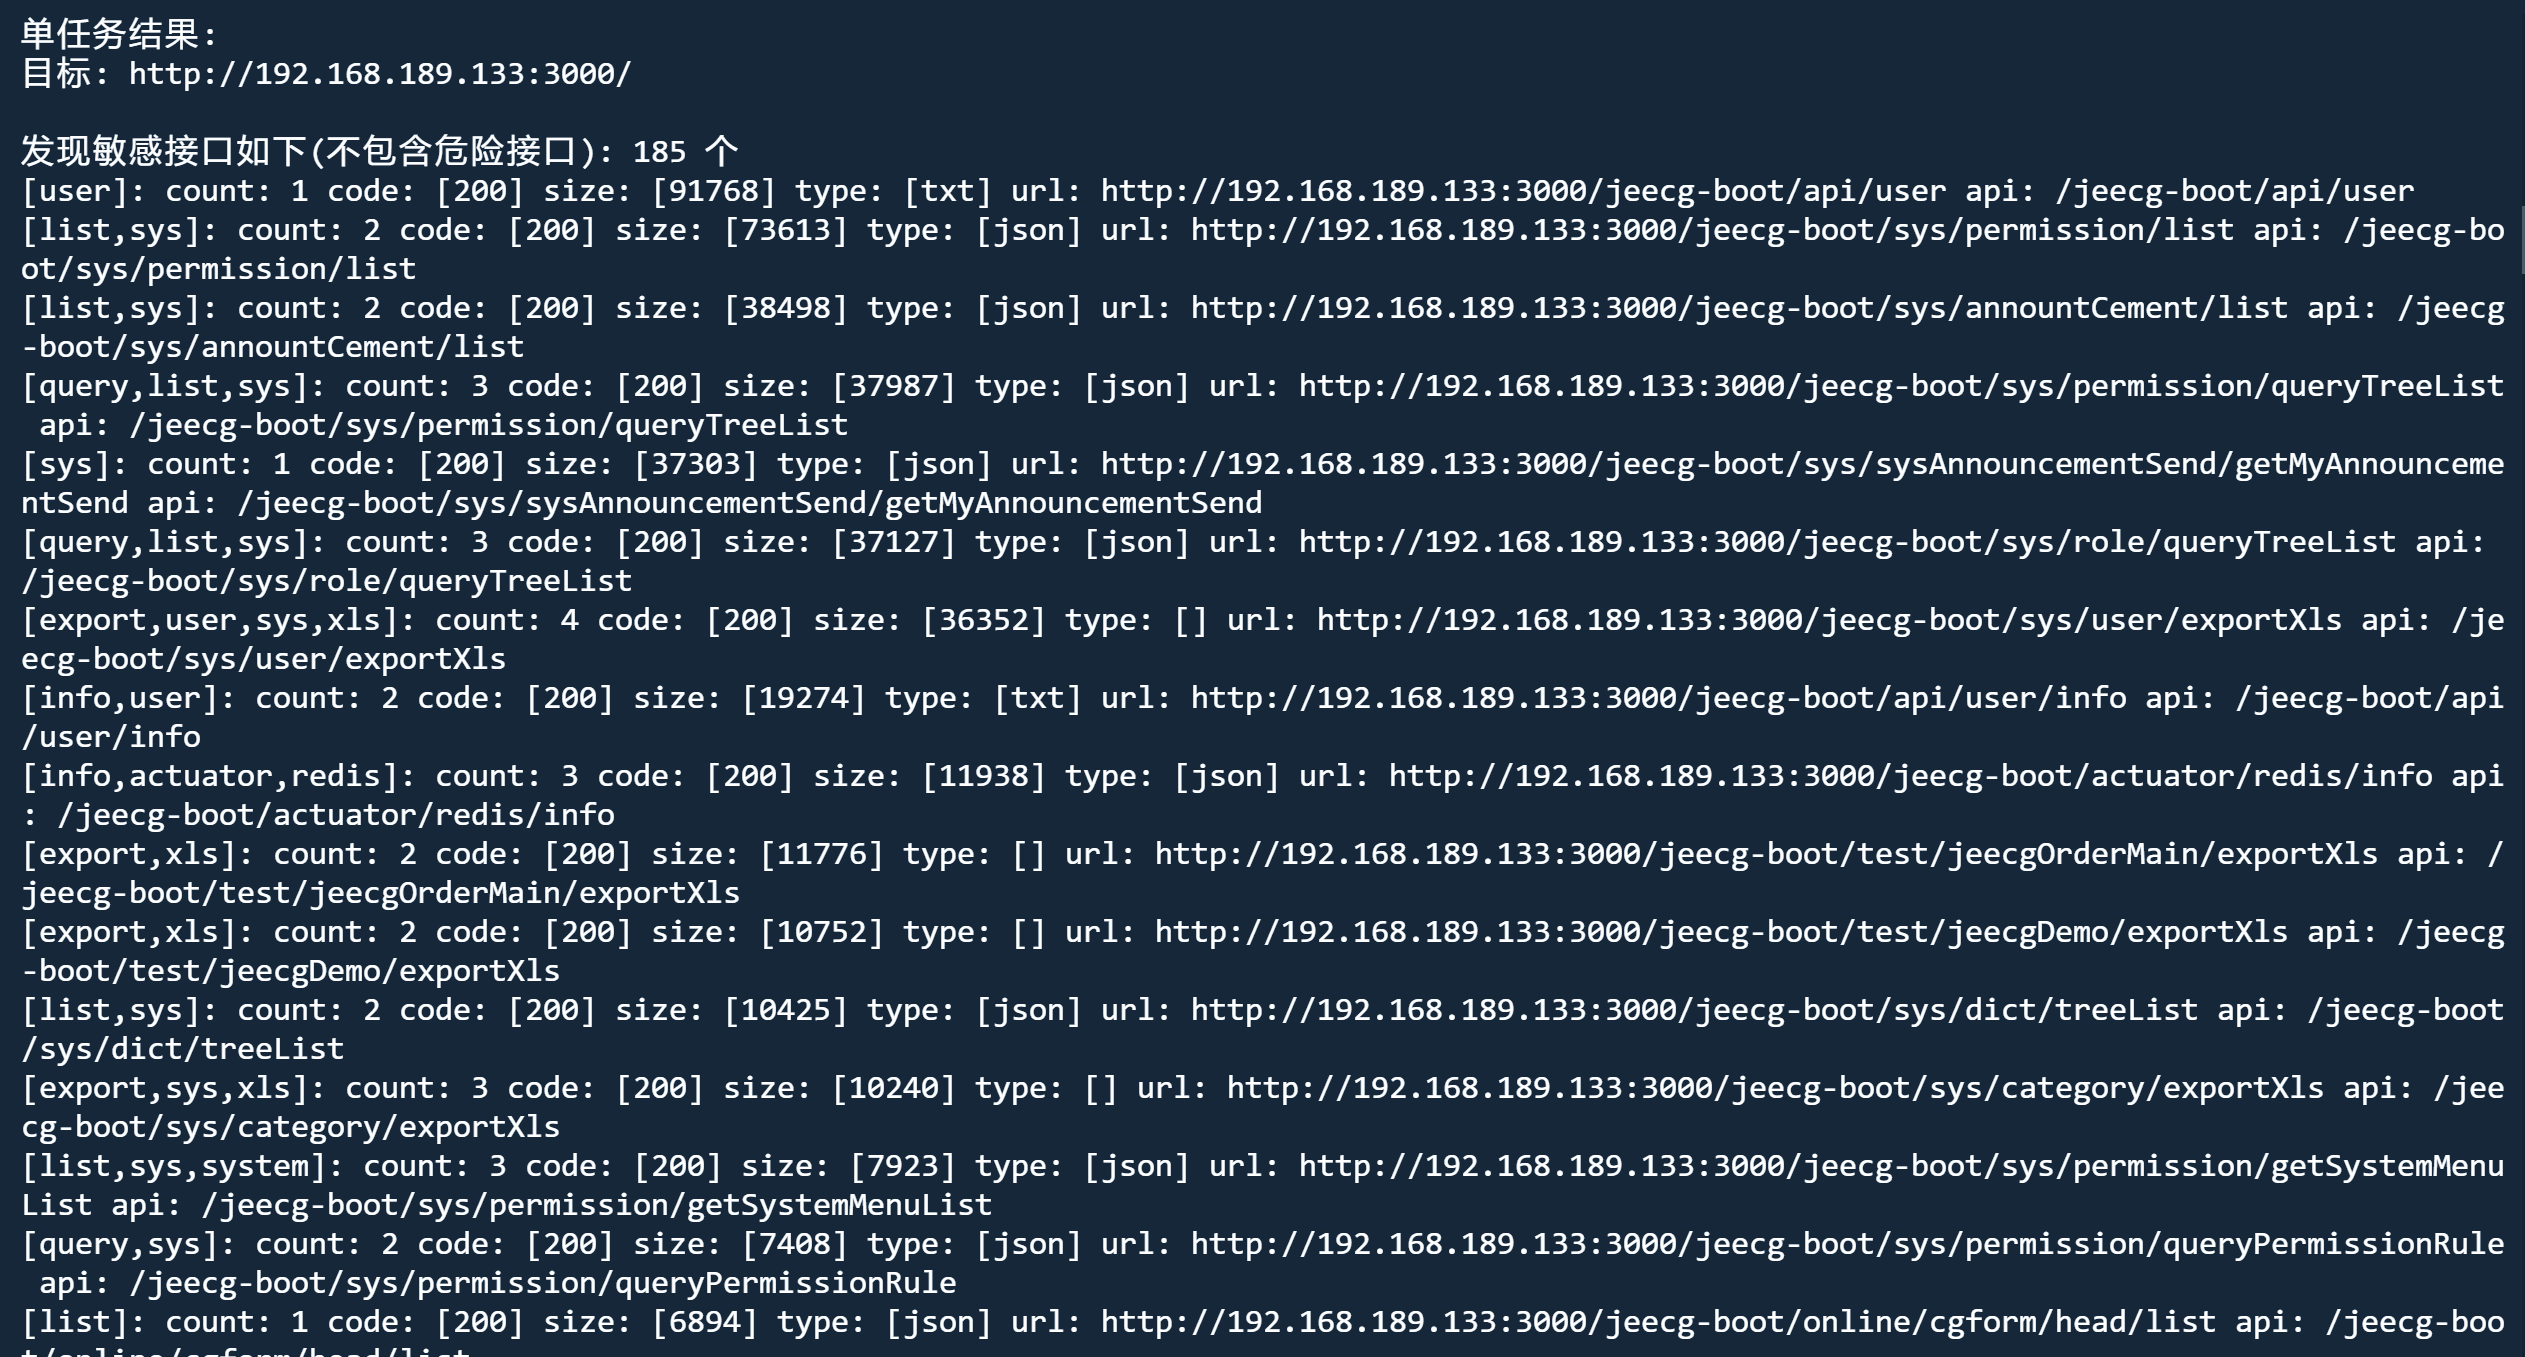 单任务结果:
目标: http://192.168.189.133:3000/
发现敏感接口如下(不包含危险接口): 185 个
[user]: count: 1 code: [200] size: [91768] type: [txt] url: http://192.168.189.133:3000/jeecg-boot/api/user api: /jeecg-boot/api/user
[list,sys]: count: 2 code: [200] size: [73613] type: [json] url: http://192.168.189.133:3000/jeecg-boot/sys/permission/list api: /jeecg-bo
ot/sys/permission/list
[list,sys]: count: 2 code: [200] size: [38498] type: [json] url: http://192.168.189.133:3000/jeecg-boot/sys/annountCement/list api: /jeecg
-boot/sys/annountCement/list
[query,list,sys]: count: 3 code: [200] size: [37987] type: [json] url: http://192.168.189.133:3000/jeecg-boot/sys/permission/queryTreeList
 api: /jeecg-boot/sys/permission/queryTreeList
[sys]: count: 1 code: [200] size: [37303] type: [json] url: http://192.168.189.133:3000/jeecg-boot/sys/sysAnnouncementSend/getMyAnnounceme
ntSend api: /jeecg-boot/sys/sysAnnouncementSend/getMyAnnouncementSend
[query,list,sys]: count: 3 code: [200] size: [37127] type: [json] url: http://192.168.189.133:3000/jeecg-boot/sys/role/queryTreeList api:
/jeecg-boot/sys/role/queryTreeList
[export,user,sys,xls]: count: 4 code: [200] size: [36352] type: [] url: http://192.168.189.133:3000/jeecg-boot/sys/user/exportXls api: /je
ecg-boot/sys/user/exportXls
[info,user]: count: 2 code: [200] size: [19274] type: [txt] url: http://192.168.189.133:3000/jeecg-boot/api/user/info api: /jeecg-boot/api
/user/info
[info,actuator,redis]: count: 3 code: [200] size: [11938] type: [json] url: http://192.168.189.133:3000/jeecg-boot/actuator/redis/info api
: /jeecg-boot/actuator/redis/info
[export,xls]: count: 2 code: [200] size: [11776] type: [] url: http://192.168.189.133:3000/jeecg-boot/test/jeecgOrderMain/exportXls api: /
jeecg-boot/test/jeecgOrderMain/exportXls
[export,xls]: count: 2 code: [200] size: [10752] type: [] url: http://192.168.189.133:3000/jeecg-boot/test/jeecgDemo/exportXls api: /jeecg
-boot/test/jeecgDemo/exportXls
[list,sys]: count: 2 code: [200] size: [10425] type: [json] url: http://192.168.189.133:3000/jeecg-boot/sys/dict/treeList api: /jeecg-boot
/sys/dict/treeList
[export,sys,xls]: count: 3 code: [200] size: [10240] type: [] url: http://192.168.189.133:3000/jeecg-boot/sys/category/exportXls api: /jee
cg-boot/sys/category/exportXls
[list,sys,system]: count: 3 code: [200] size: [7923] type: [json] url: http://192.168.189.133:3000/jeecg-boot/sys/permission/getSystemMenu
List api: /jeecg-boot/sys/permission/getSystemMenuList
[query,sys]: count: 2 code: [200] size: [7408] type: [json] url: http://192.168.189.133:3000/jeecg-boot/sys/permission/queryPermissionRule
 api: /jeecg-boot/sys/permission/queryPermissionRule
[list]: count: 1 code: [200] size: [6894] type: [json] url: http://192.168.189.133:3000/jeecg-boot/online/cgform/head/list api: /jeecg-boo
t/online/cgform/head/list